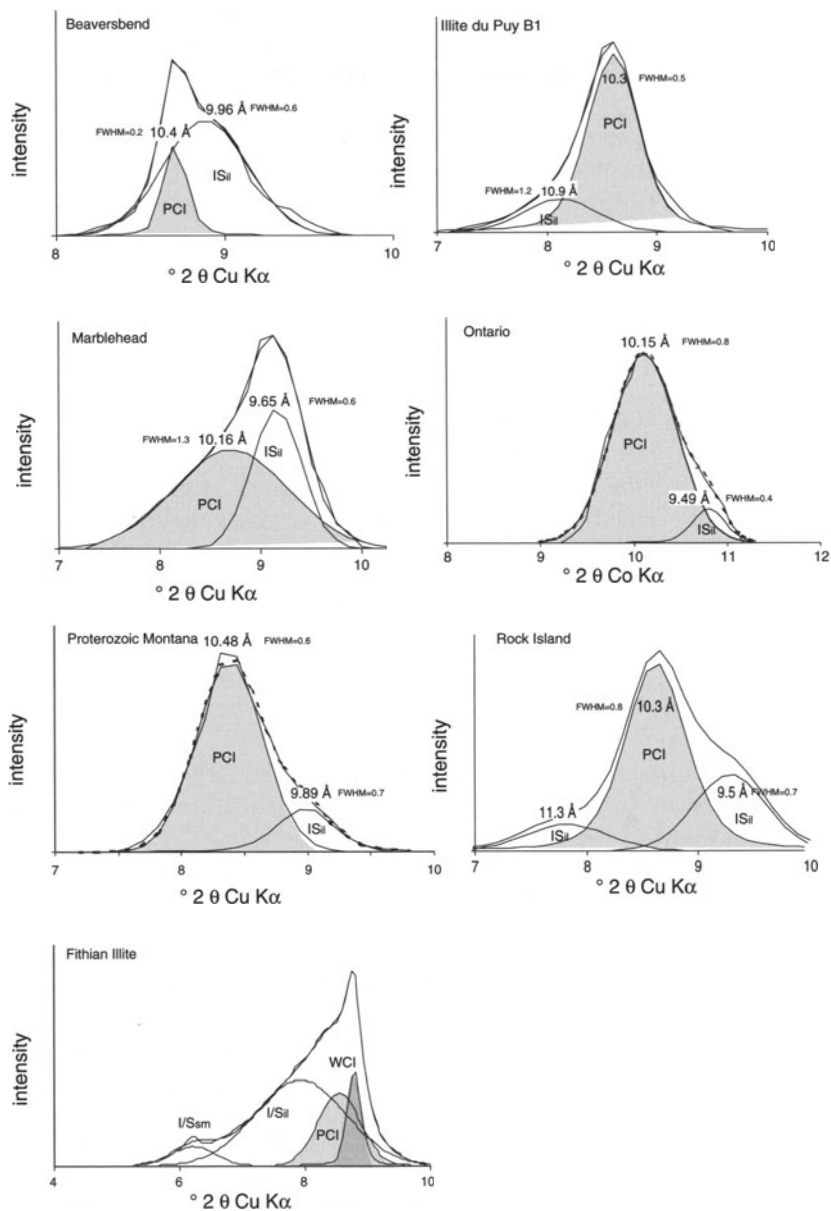 Beaversbend
intensity
9.96 Å FWHM=0.6
FWHM=0.2 10.4 Å
ISil
PCI
8 9 10
° 2 θ Cu Kα
Illite du Puy B1
intensity
10.3 FWHM=0.5
PCI
FWHM=1.2 10.9 Å
ISil
7 8 9 10
° 2 θ Cu Kα
Marblehead
intensity
9.65 Å FWHM=0.6
FWHM=1.3 10.16 Å
ISil
PCI
7 8 9 10
° 2 θ Cu Kα
Ontario
intensity
10.15 Å FWHM=0.8
PCI
9.49 Å FWHM=0.4
ISil
8 9 10 11 12
° 2 θ Co Kα
Proterozoic Montana
intensity
10.48 Å FWHM=0.6
PCI
9.89 Å FWHM=0.7
ISil
7 8 9 10
° 2 θ Cu Kα
Rock Island
intensity
FWHM=0.8 10.3 Å
PCI
11.3 Å
ISil
9.5 Å FWHM=0.7
ISil
7 8 9 10
° 2 θ Cu Kα
Fithian Illite
intensity
WCI
I/Ssm
I/Sil
PCI
4 6 8 10
° 2 θ Cu Kα